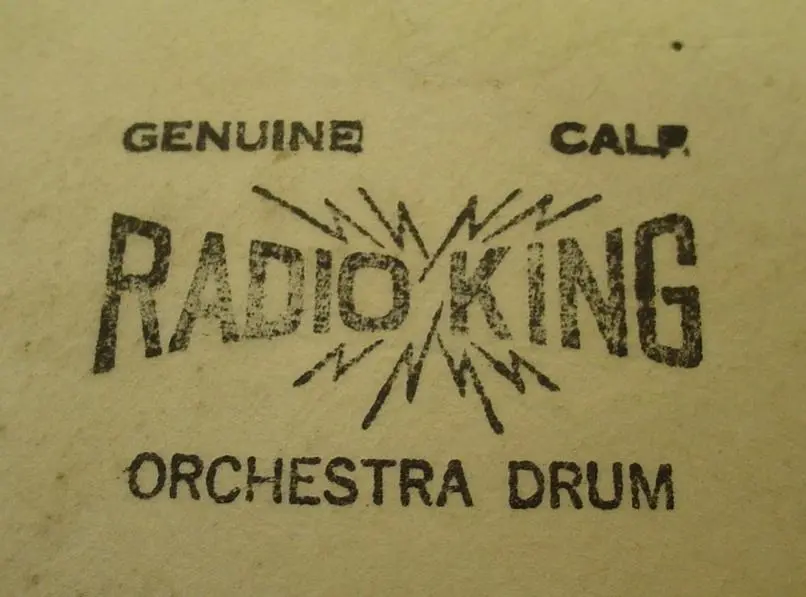 GENUINE CALF
RADIO KING
ORCHESTRA DRUM